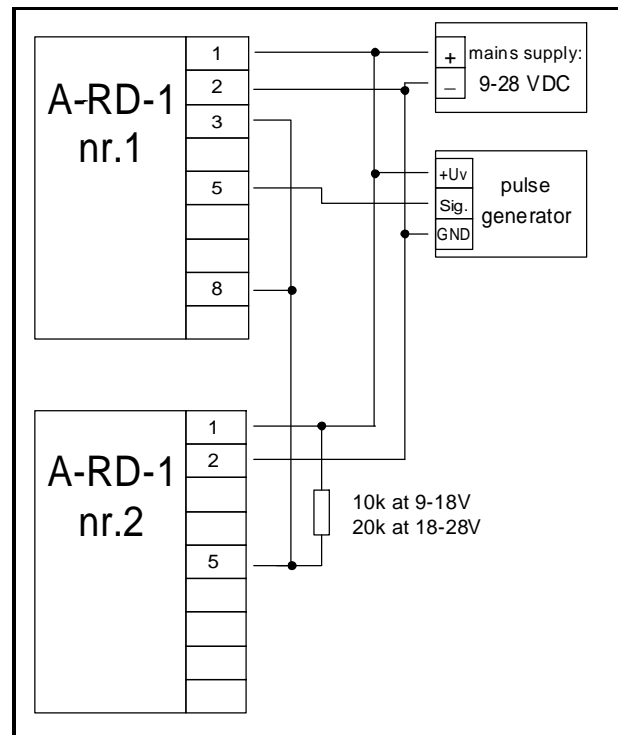 A-RD-1
nr.1
1
2
3
5
8
+
–
mains supply:
9-28 VDC
+Uv
Sig.
GND
pulse
generator
A-RD-1
nr.2
1
2
5
10k at 9-18V
20k at 18-28V